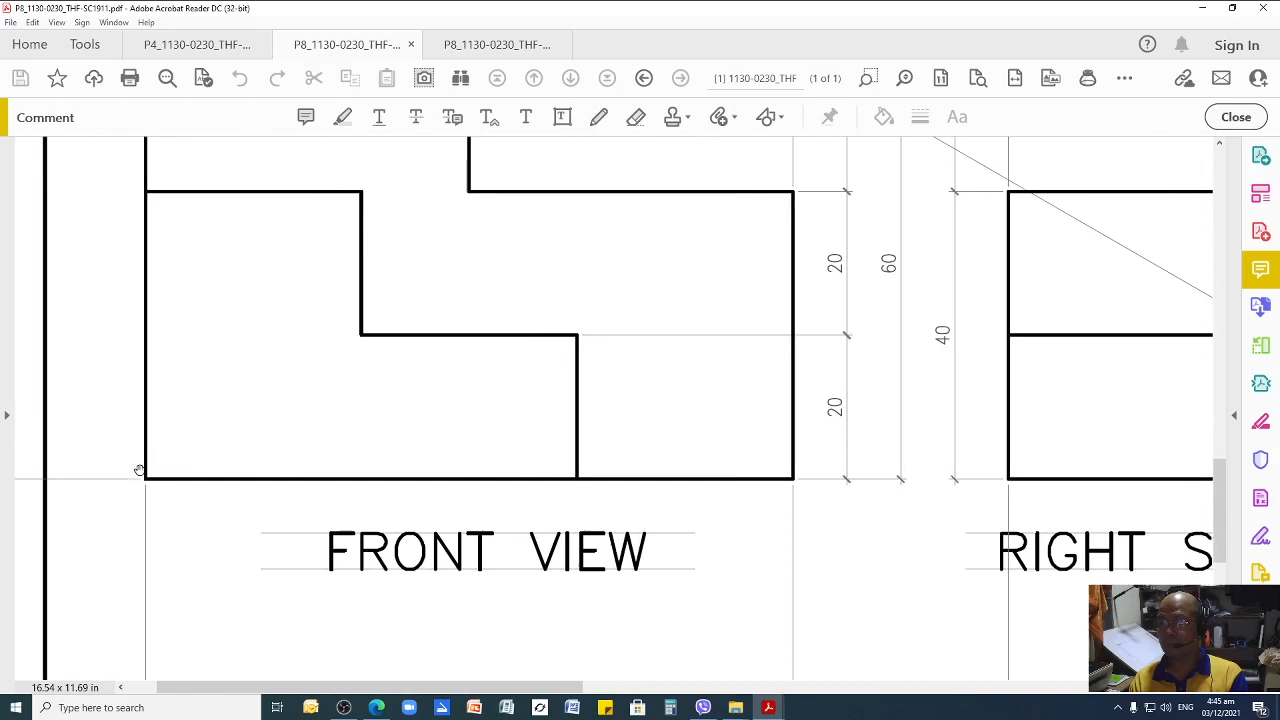 P8_1130-0230_THF-SC1911.pdf - Adobe Acrobat Reader DC (32-bit)
File Edit View Sign Window Help
Home Tools P4_1130-0230_THF-... P8_1130-0230_THF-... × P8_1130-0230_THF-... Sign In
[1] 1130-0230_THF (1 of 1)
Comment Close
20
60
40
20
FRONT VIEW
RIGHT S
16.54 x 11.69 in
Type here to search
ENG
4:45 am
03/12/2021
12